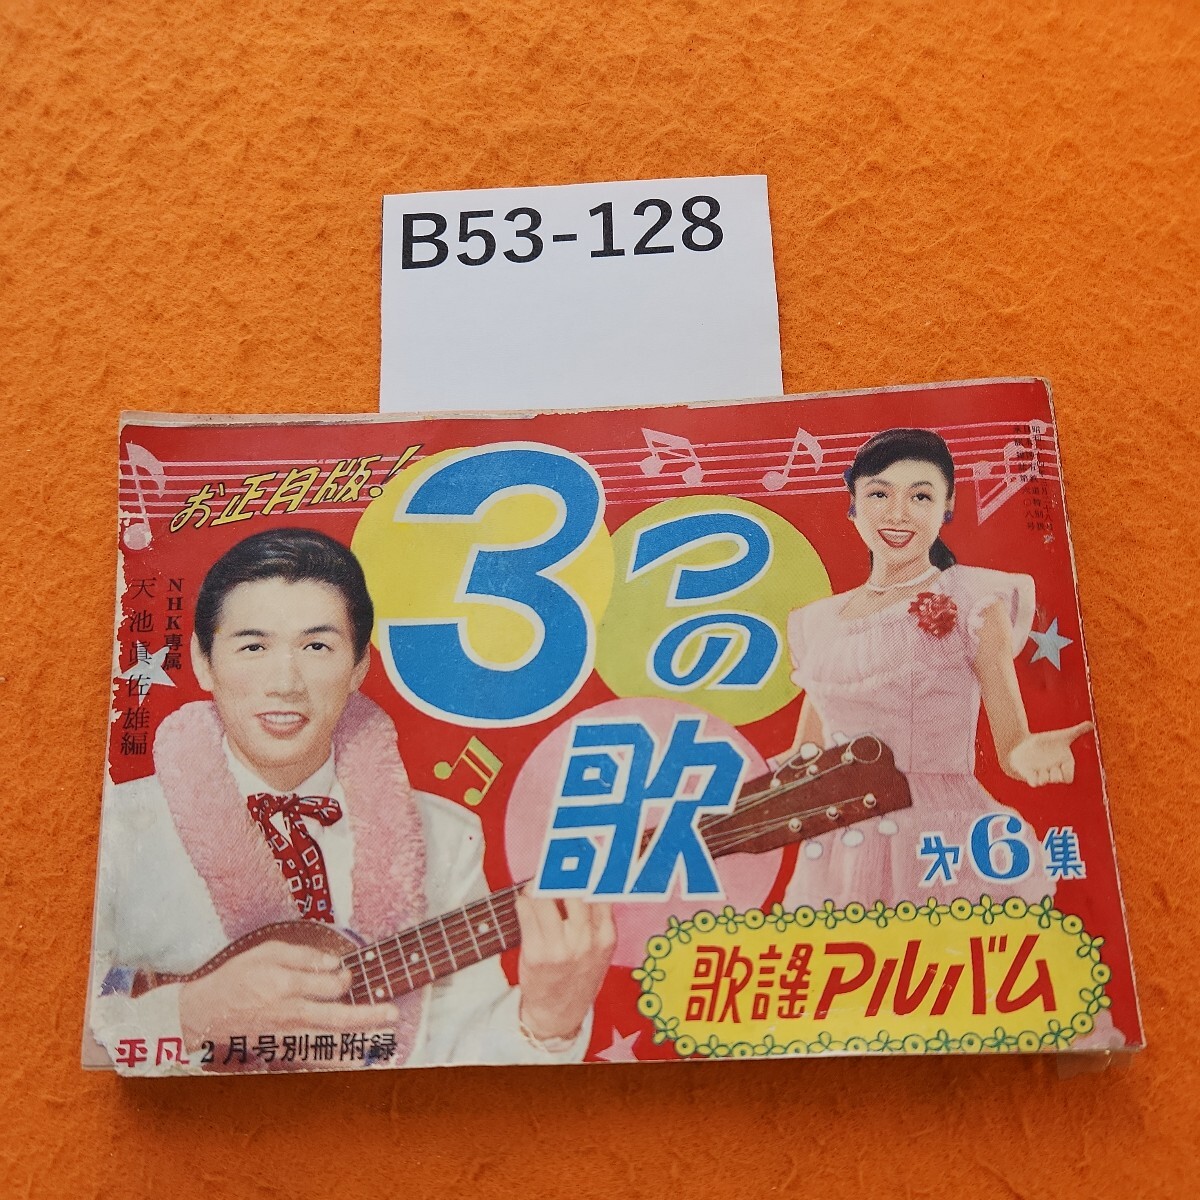 B53-128
お正月版!
3つの歌
NHK専属
天池眞佐雄編
才6集
歌謡アルバム
平凡 2月号別冊附録